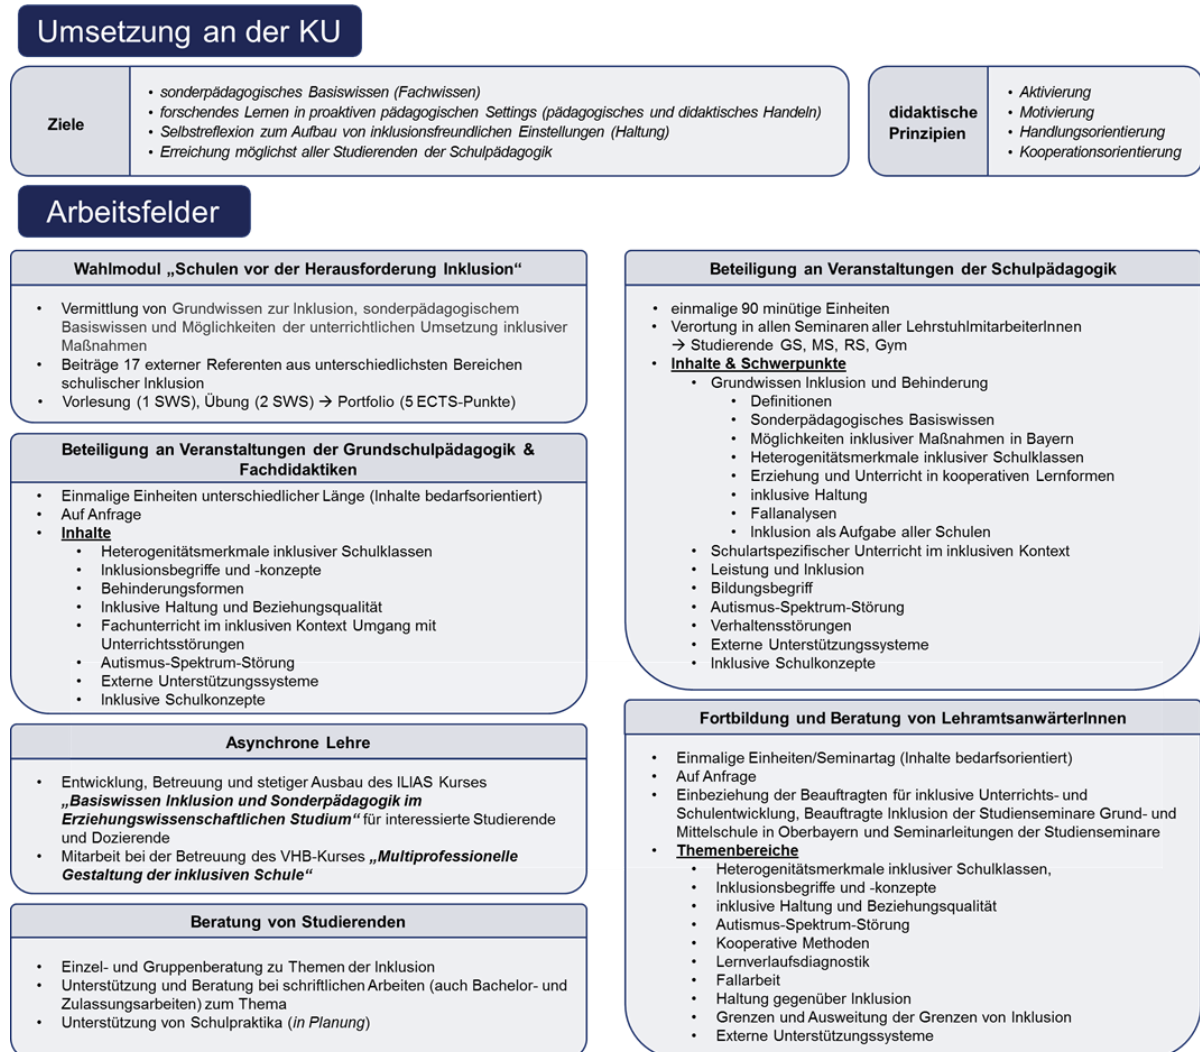 Umsetzung an der KU
Ziele
• sonderpädagogisches Basiswissen (Fachwissen)
• forschendes Lernen in proaktiven pädagogischen Settings (pädagogisches und didaktisches Handeln)
• Selbstreflexion zum Aufbau von inklusionsfreundlichen Einstellungen (Haltung)
• Erreichung möglichst aller Studierenden der Schulpädagogik
didaktische
Prinzipien
• Aktivierung
• Motivierung
• Handlungsorientierung
• Kooperationsorientierung
Arbeitsfelder
Wahlmodul „Schulen vor der Herausforderung Inklusion“
• Vermittlung von Grundwissen zur Inklusion, sonderpädagogischem
Basiswissen und Möglichkeiten der unterrichtlichen Umsetzung inklusiver
Maßnahmen
• Beiträge 17 externer Referenten aus unterschiedlichsten Bereichen
schulischer Inklusion
• Vorlesung (1 SWS), Übung (2 SWS) → Portfolio (5 ECTS-Punkte)
Beteiligung an Veranstaltungen der Grundschulpädagogik &
Fachdidaktiken
• Einmalige Einheiten unterschiedlicher Länge (Inhalte bedarfsorientiert)
• Auf Anfrage
• Inhalte
• Heterogenitätsmerkmale inklusiver Schulklassen
• Inklusionsbegriffe und -konzepte
• Behinderungsformen
• Inklusive Haltung und Beziehungsqualität
• Fachunterricht im inklusiven Kontext Umgang mit
Unterrichtsstörungen
• Autismus-Spektrum-Störung
• Externe Unterstützungssysteme
• Inklusive Schulkonzepte
Asynchrone Lehre
• Entwicklung, Betreuung und stetiger Ausbau des ILIAS Kurses
„Basiswissen Inklusion und Sonderpädagogik im
Erziehungswissenschaftlichen Studium“ für interessierte Studierende
und Dozierende
• Mitarbeit bei der Betreuung des VHB-Kurses „Multiprofessionelle
Gestaltung der inklusiven Schule“
Beratung von Studierenden
• Einzel- und Gruppenberatung zu Themen der Inklusion
• Unterstützung und Beratung bei schriftlichen Arbeiten (auch Bachelor- und
Zulassungsarbeiten) zum Thema
• Unterstützung von Schulpraktika (in Planung)
Beteiligung an Veranstaltungen der Schulpädagogik
• einmalige 90 minütige Einheiten
• Verortung in allen Seminaren aller LehrstuhlmitarbeiterInnen
→ Studierende GS, MS, RS, Gym
• Inhalte & Schwerpunkte
• Grundwissen Inklusion und Behinderung
• Definitionen
• Sonderpädagogisches Basiswissen
• Möglichkeiten inklusiver Maßnahmen in Bayern
• Heterogenitätsmerkmale inklusiver Schulklassen
• Erziehung und Unterricht in kooperativen Lernformen
• inklusive Haltung
• Fallanalysen
• Inklusion als Aufgabe aller Schulen
• Schulartspezifischer Unterricht im inklusiven Kontext
• Leistung und Inklusion
• Bildungsbegriff
• Autismus-Spektrum-Störung
• Verhaltensstörungen
• Externe Unterstützungssysteme
• Inklusive Schulkonzepte
Fortbildung und Beratung von LehramtsanwärterInnen
• Einmalige Einheiten/Seminartag (Inhalte bedarfsorientiert)
• Auf Anfrage
• Einbeziehung der Beauftragten für inklusive Unterrichts- und
Schulentwicklung, Beauftragte Inklusion der Studienseminare Grund- und
Mittelschule in Oberbayern und Seminarleitungen der Studienseminare
• Themenbereiche
• Heterogenitätsmerkmale inklusiver Schulklassen,
• Inklusionsbegriffe und -konzepte
• inklusive Haltung und Beziehungsqualität
• Autismus-Spektrum-Störung
• Kooperative Methoden
• Lernverlaufsdiagnostik
• Fallarbeit
• Haltung gegenüber Inklusion
• Grenzen und Ausweitung der Grenzen von Inklusion
• Externe Unterstützungssysteme